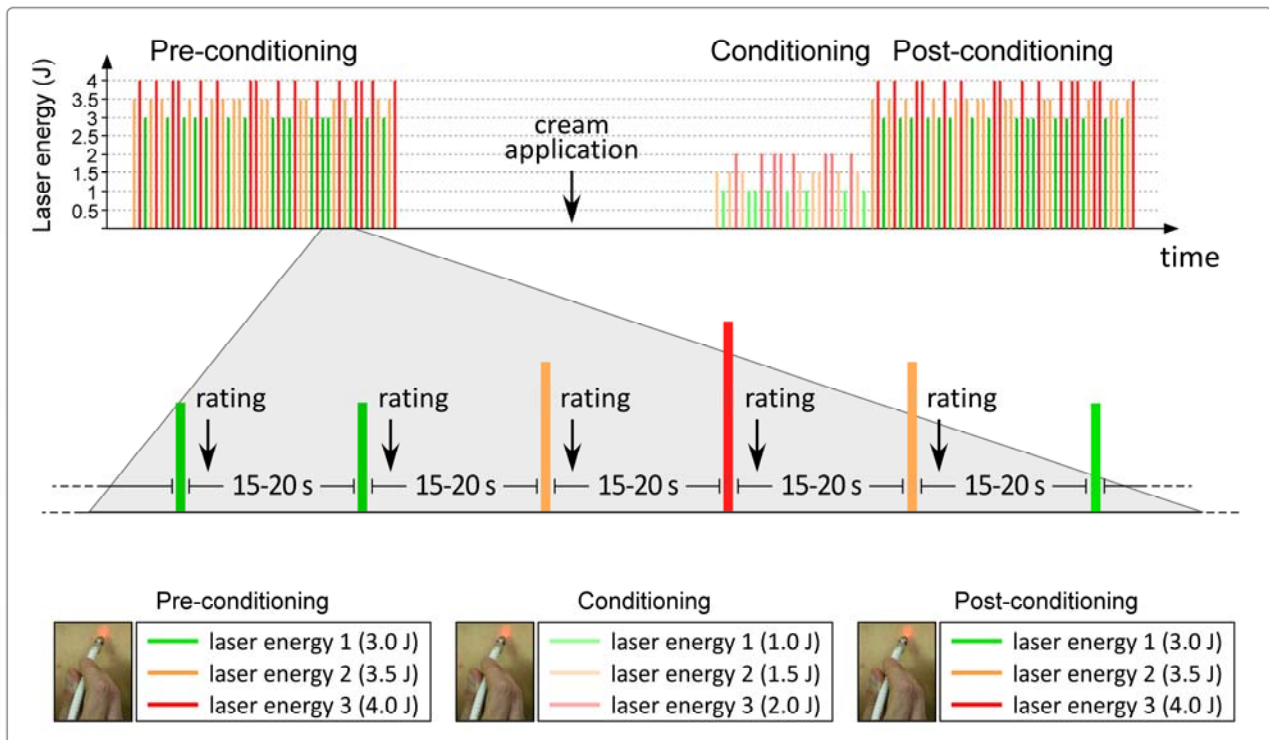 Pre-conditioning
Conditioning
Post-conditioning
Laser energy (J)
4
3.5
3
2.5
2
1.5
1
0.5
cream
application
time
rating
rating
rating
rating
rating
15-20 s
15-20 s
15-20 s
15-20 s
15-20 s
Pre-conditioning
laser energy 1 (3.0 J)
laser energy 2 (3.5 J)
laser energy 3 (4.0 J)
Conditioning
laser energy 1 (1.0 J)
laser energy 2 (1.5 J)
laser energy 3 (2.0 J)
Post-conditioning
laser energy 1 (3.0 J)
laser energy 2 (3.5 J)
laser energy 3 (4.0 J)